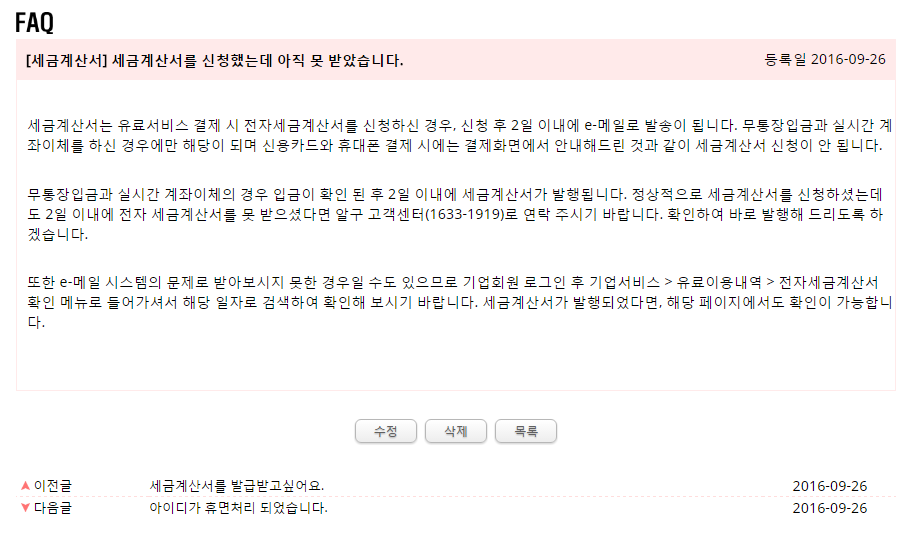 FAQ
[세금계산서] 세금계산서를 신청했는데 아직 못 받았습니다. 등록일 2016-09-26
세금계산서는 유료서비스 결제 시 전자세금계산서를 신청하신 경우, 신청 후 2일 이내에 e-메일로 발송이 됩니다. 무통장입금과 실시간 계
좌이체를 하신 경우에만 해당이 되며 신용카드와 휴대폰 결제 시에는 결제화면에서 안내해드린 것과 같이 세금계산서 신청이 안 됩니다.
무통장입금과 실시간 계좌이체의 경우 입금이 확인 된 후 2일 이내에 세금계산서가 발행됩니다. 정상적으로 세금계산서를 신청하셨는데
도 2일 이내에 전자 세금계산서를 못 받으셨다면 알구 고객센터(1633-1919)로 연락 주시기 바랍니다. 확인하여 바로 발행해 드리도록 하
겠습니다.
또한 e-메일 시스템의 문제로 받아보시지 못한 경우일 수도 있으므로 기업회원 로그인 후 기업서비스 > 유료이용내역 > 전자세금계산서
확인 메뉴로 들어가셔서 해당 일자로 검색하여 확인해 보시기 바랍니다. 세금계산서가 발행되었다면, 해당 페이지에서도 확인이 가능합니
다.
수정 삭제 목록
이전글 세금계산서를 발급받고싶어요. 2016-09-26
다음글 아이디가 휴면처리 되었습니다. 2016-09-26